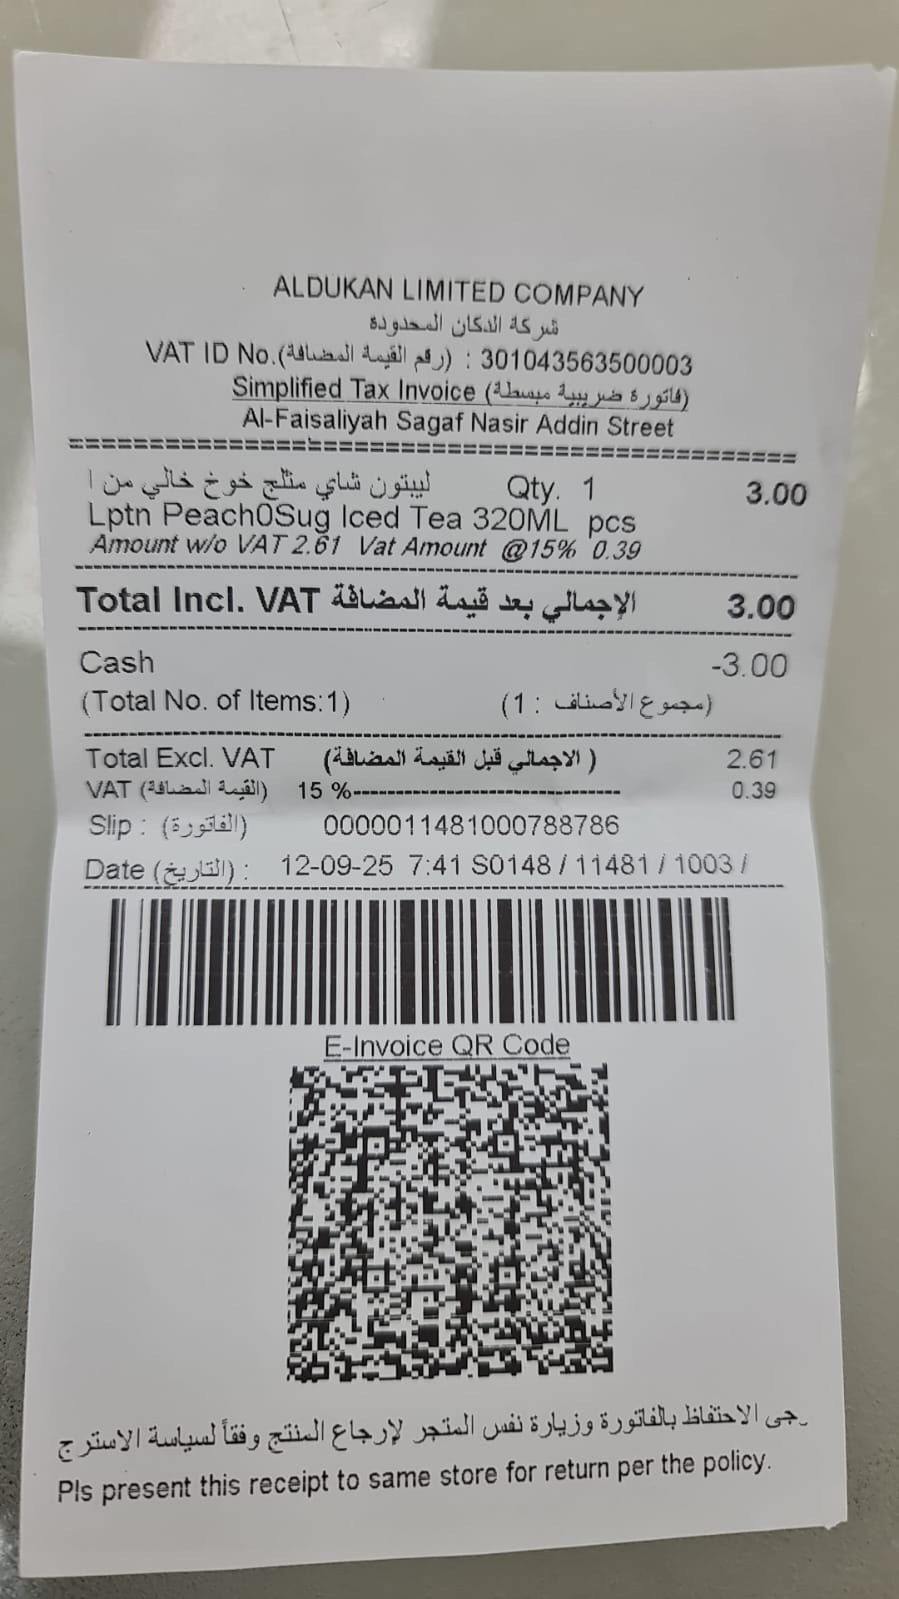 ALDUKAN LIMITED COMPANY
شركة الدكان المحدودة
VAT ID No.(رقم القيمة المضافة) : 301043563500003
Simplified Tax Invoice (فاتورة ضريبية مبسطة)
Al-Faisaliyah Sagaf Nasir Addin Street
ليبتون شاي مثلج خوخ خالي من ا Qty. 1 3.00
Lptn Peach0Sug Iced Tea 320ML pcs
Amount w/o VAT 2.61 Vat Amount @15% 0.39
Total Incl. VAT الإجمالي بعد قيمة المضافة 3.00
Cash -3.00
(Total No. of Items:1) (مجموع الأصناف : 1)
Total Excl. VAT (الاجمالي قبل القيمة المضافة ) 2.61
VAT (القيمة المضافة) 15 %------------------------------------ 0.39
Slip : (الفاتورة) 0000011481000788786
Date (التاريخ) : 12-09-25 7:41 S0148 / 11481 / 1003 /
E-Invoice QR Code
جى الاحتفاظ بالفاتورة وزيارة نفس المتجر لإرجاع المنتج وفقاً لسياسة الاسترج
Pls present this receipt to same store for return per the policy.